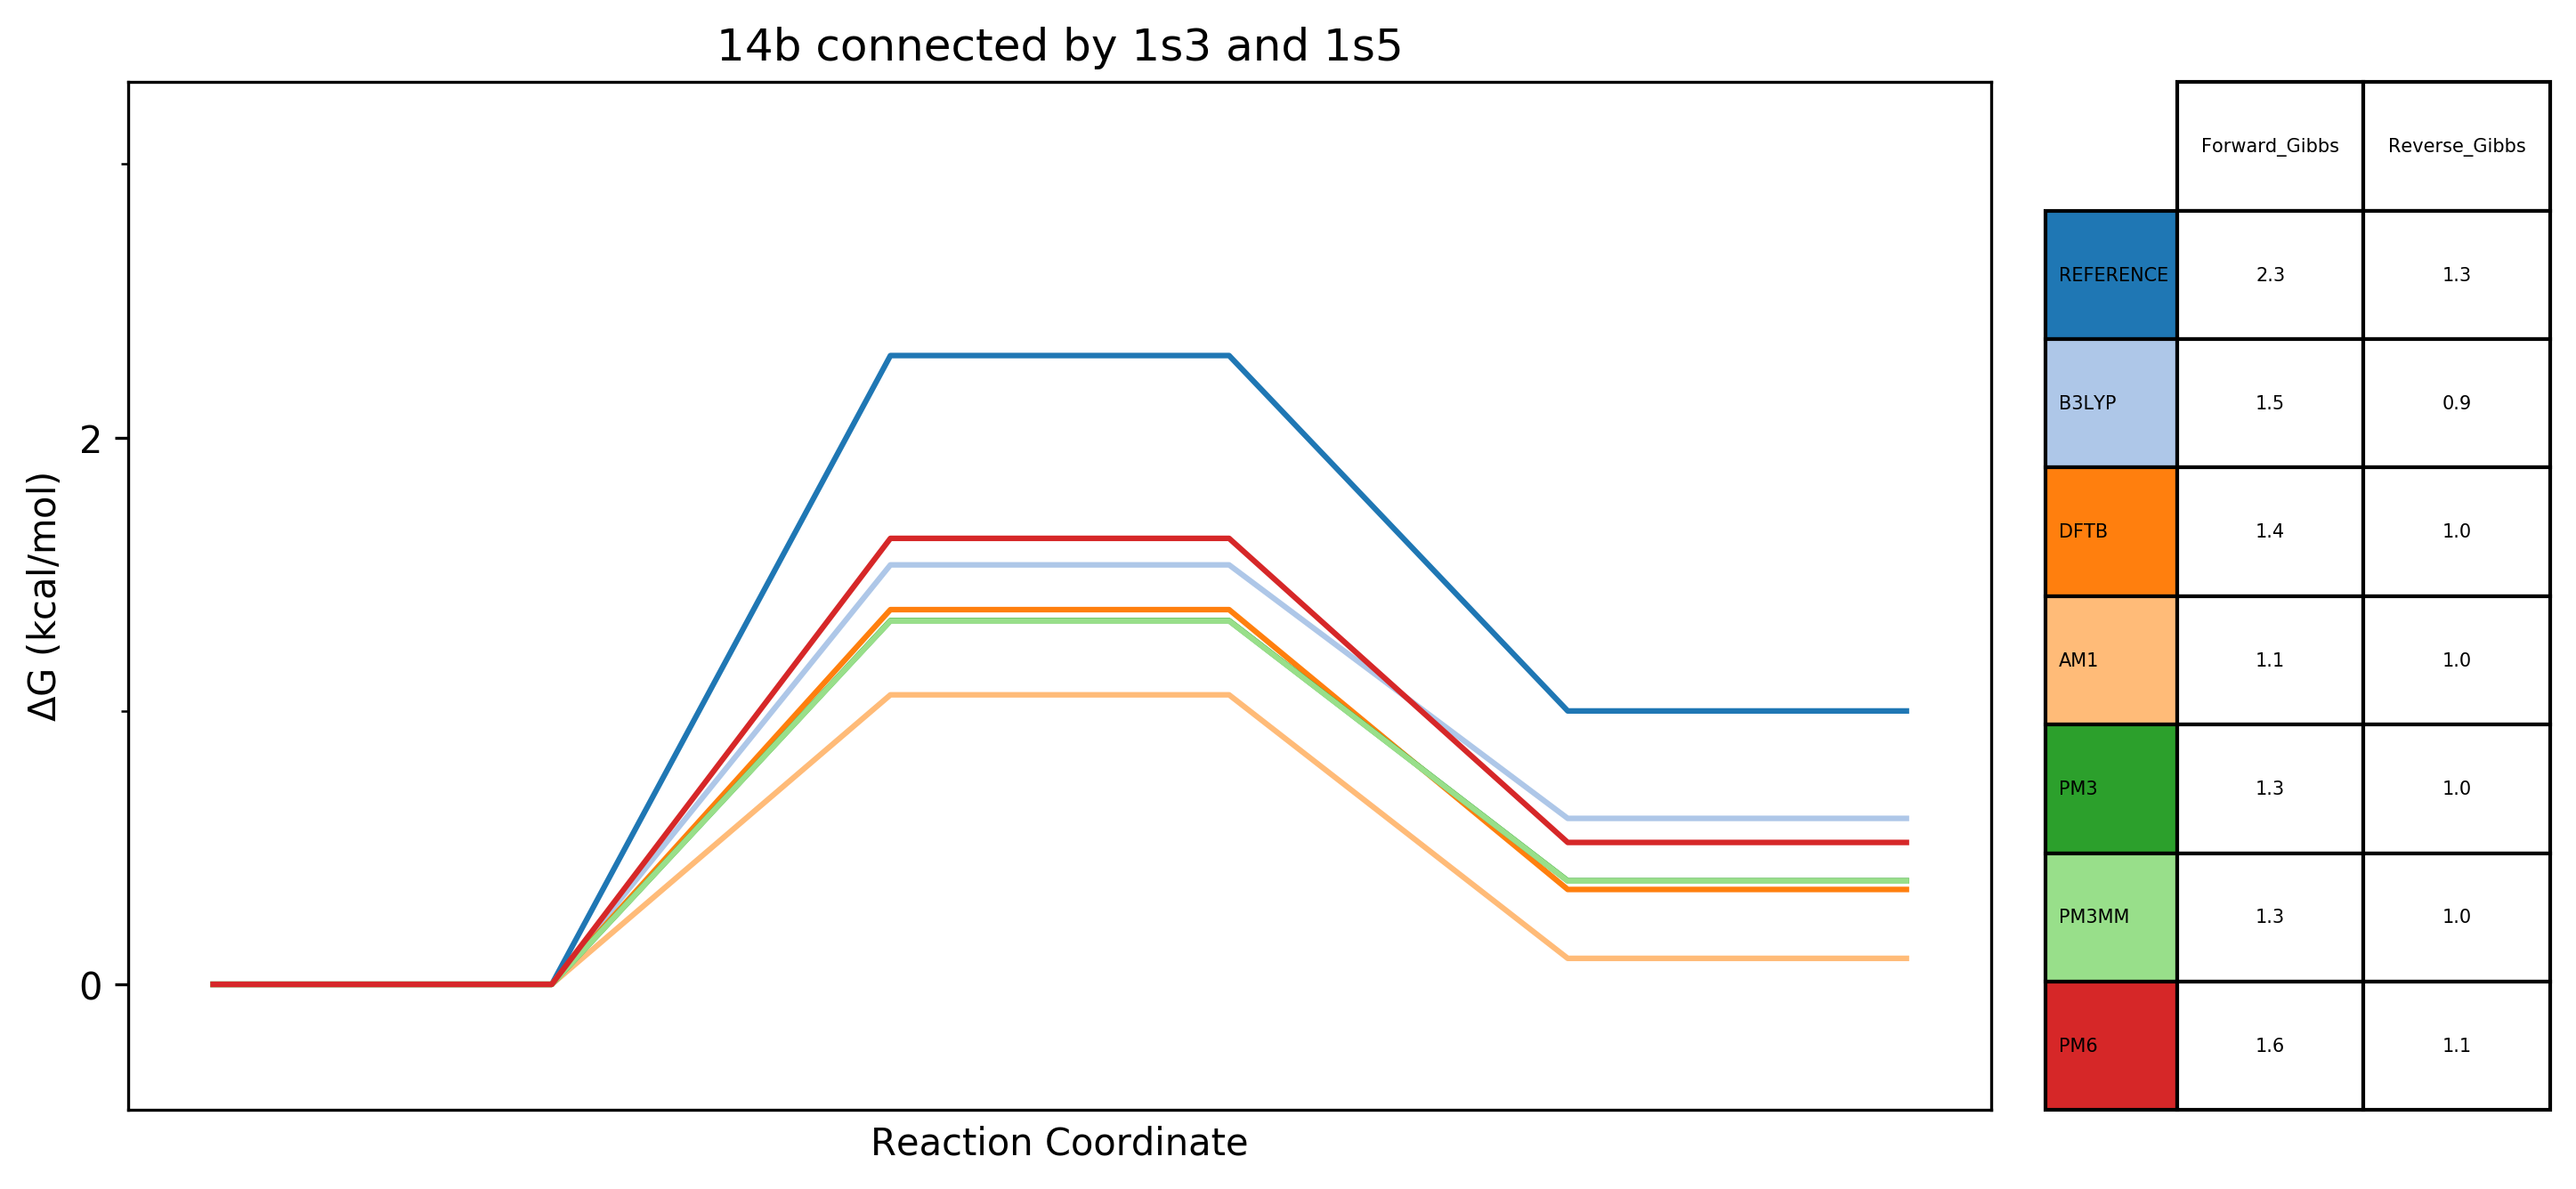 14b connected by 1s3 and 1s5
ΔG (kcal/mol)
2
0
Reaction Coordinate
Forward_Gibbs Reverse_Gibbs
REFERENCE 2.3 1.3
B3LYP 1.5 0.9
DFTB 1.4 1.0
AM1 1.1 1.0
PM3 1.3 1.0
PM3MM 1.3 1.0
PM6 1.6 1.1